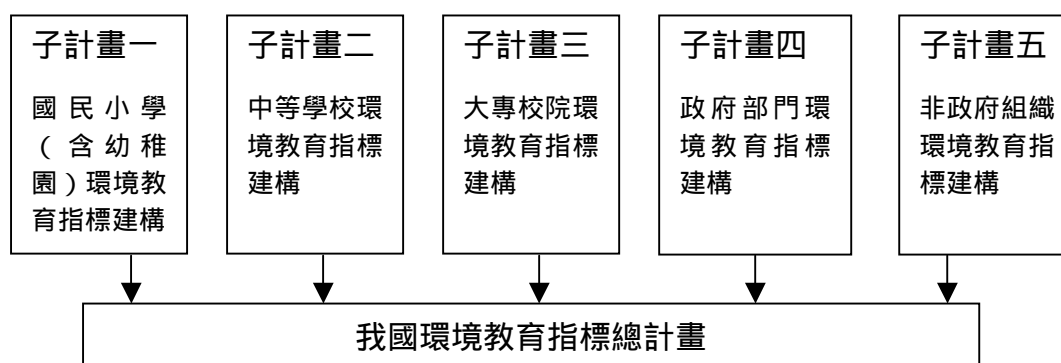 子計畫一
國民小學
（含幼稚
園）環境教
育指標建構
子計畫二
中等學校環
境教育指標
建構
子計畫三
大專校院環
境教育指標
建構
子計畫四
政府部門環
境教育指標
建構
子計畫五
非政府組織
環境教育指
標建構
我國環境教育指標總計畫